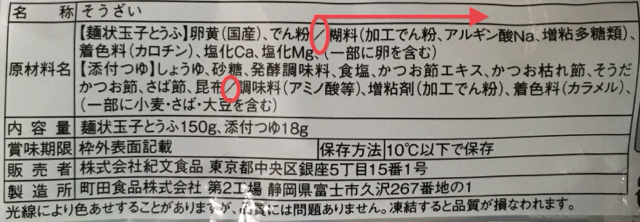 名　称 そうざい
原材料名 【麺状玉子とうふ】卵黄(国産)、でん粉／糊料(加工でん粉、アルギン酸Na、増粘多糖類)、
着色料(カロチン)、塩化Ca、塩化Mg、(一部に卵を含む)
【添付つゆ】しょうゆ、砂糖、発酵調味料、食塩、かつお節エキス、かつお枯れ節、そうだ
かつお節、さば節、昆布／調味料(アミノ酸等)、増粘剤(加工でん粉)、着色料(カラメル)、
(一部に小麦・さば・大豆を含む)
内容量 麺状玉子とうふ150g、添付つゆ18g
賞味期限 枠外表面記載 保存方法 10℃以下で保存
販売者 株式会社紀文食品 東京都中央区銀座5丁目15番1号
製造所 町田食品株式会社 第2工場 静岡県富士市久沢267番地の1
光線により色あせすることがありますが、品質には問題ありません。凍結すると品質が損なわれます。